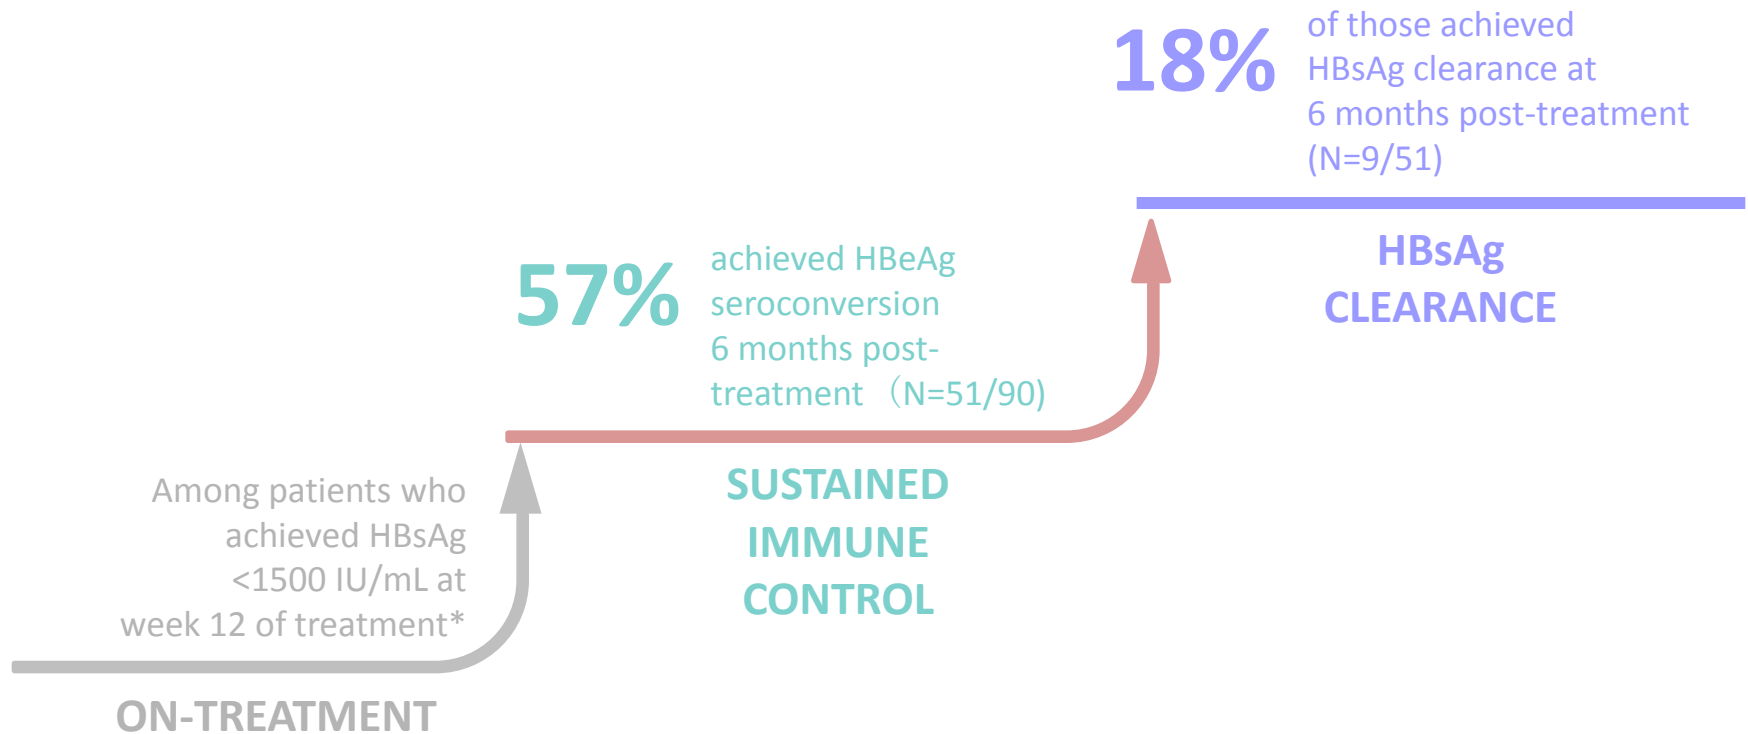 18%
of those achieved
HBsAg clearance at
6 months post-treatment
(N=9/51)
HBsAg
CLEARANCE
57%
achieved HBeAg
seroconversion
6 months post-
treatment（N=51/90)
SUSTAINED
IMMUNE
CONTROL
Among patients who
achieved HBsAg
<1500 IU/mL at
week 12 of treatment*
ON-TREATMENT